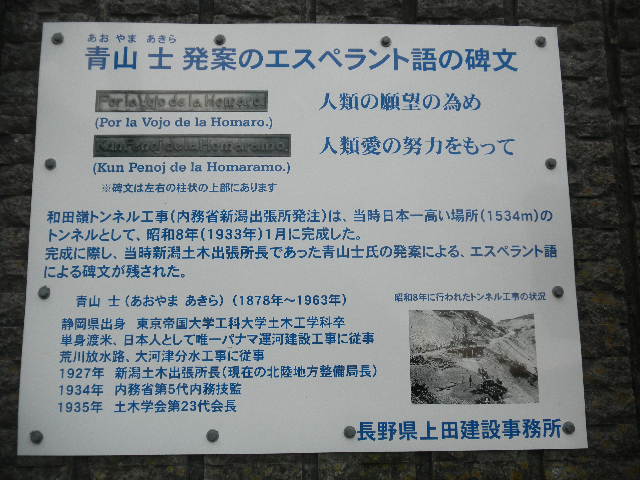 あお やま あきら
青山 士 発案のエスペラント語の碑文
Por la Vojo de la Homaro.
人類の願望の為め
(Por la Vojo de la Homaro.)
Kun Penoj de la Homaramo.
人類愛の努力をもって
(Kun Penoj de la Homaramo.)
※碑文は左右の柱状の上部にあります
和田嶺トンネル工事(内務省新潟出張所発注)は、当時日本一高い場所(1534m)の
トンネルとして、昭和8年(1933年)1月に完成した。
完成に際し、当時新潟土木出張所長であった青山士氏の発案による、エスペラント語
による碑文が残された。
青山 士 (あおやま あきら) (1878年～1963年)
静岡県出身 東京帝国大学工科大学土木工学科卒
単身渡米、日本人として唯一パナマ運河建設工事に従事
荒川放水路、大河津分水工事に従事
1927年 新潟土木出張所長(現在の北陸地方整備局長)
1934年 内務省第5代内務技監
1935年 土木学会第23代会長
昭和8年に行われたトンネル工事の状況
長野県上田建設事務所